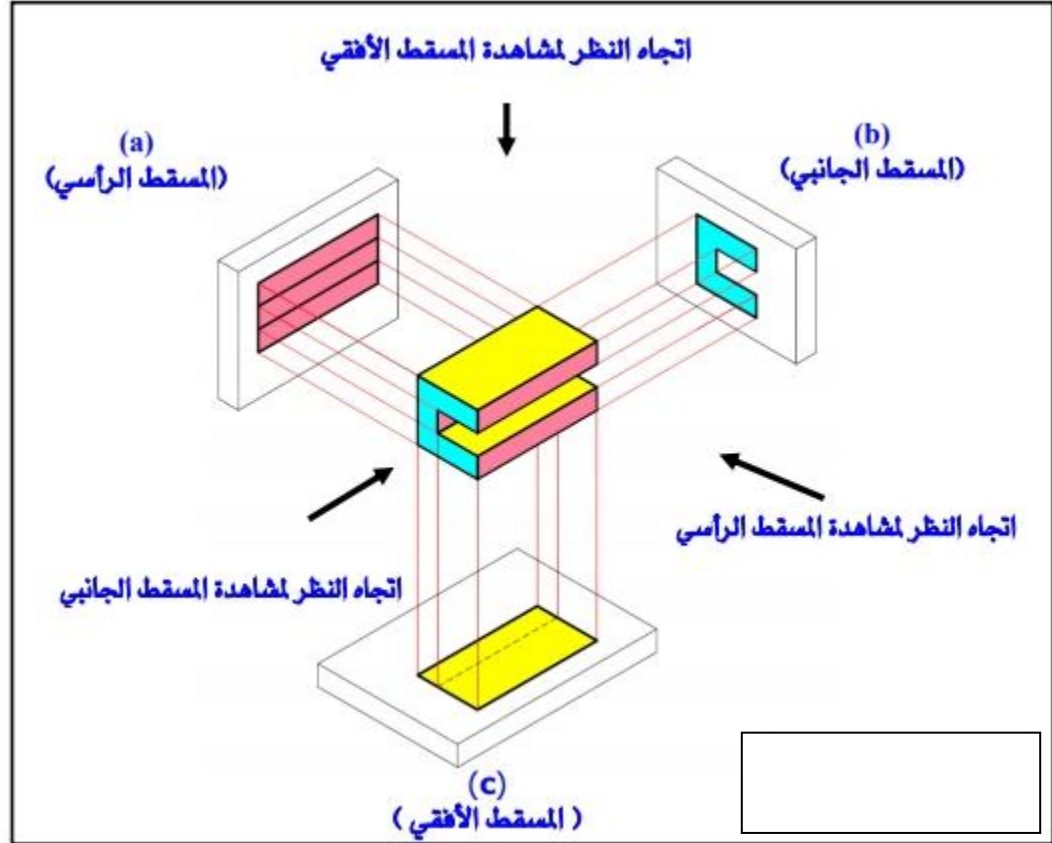 اتجاه النظر لمشاهدة المسقط الأفقي
(a)
(المسقط الرأسي)
(b)
(المسقط الجانبي)
اتجاه النظر لمشاهدة المسقط الرأسي
اتجاه النظر لمشاهدة المسقط الجانبي
(c)
( المسقط الأفقي )